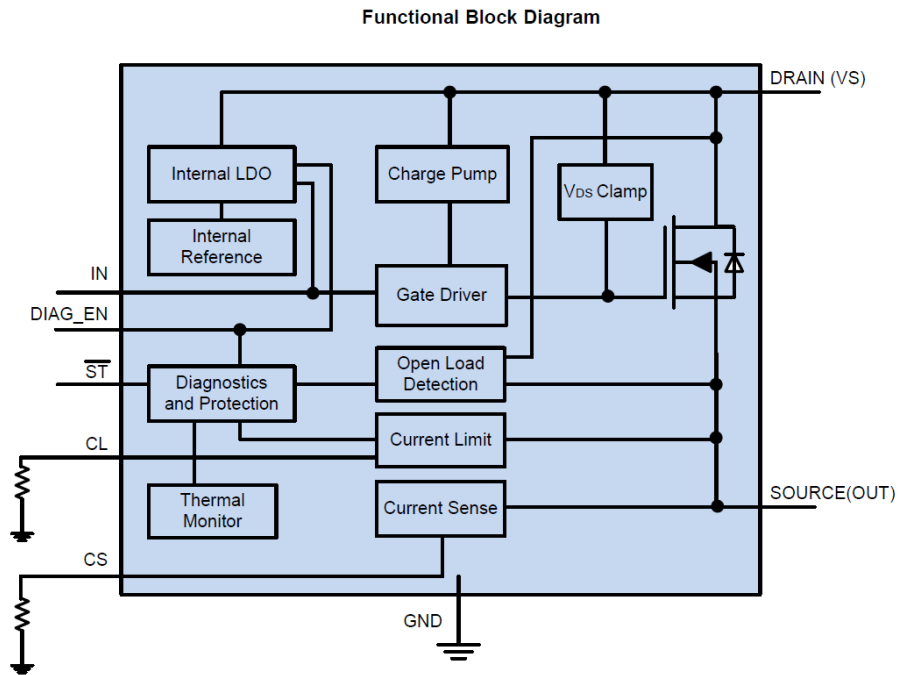 Functional Block Diagram
DRAIN (VS)
Internal LDO
Charge Pump
VDS Clamp
Internal
Reference
IN
Gate Driver
DIAG_EN
ST
Diagnostics
and Protection
Open Load
Detection
CL
Current Limit
Thermal
Monitor
Current Sense
SOURCE(OUT)
CS
GND